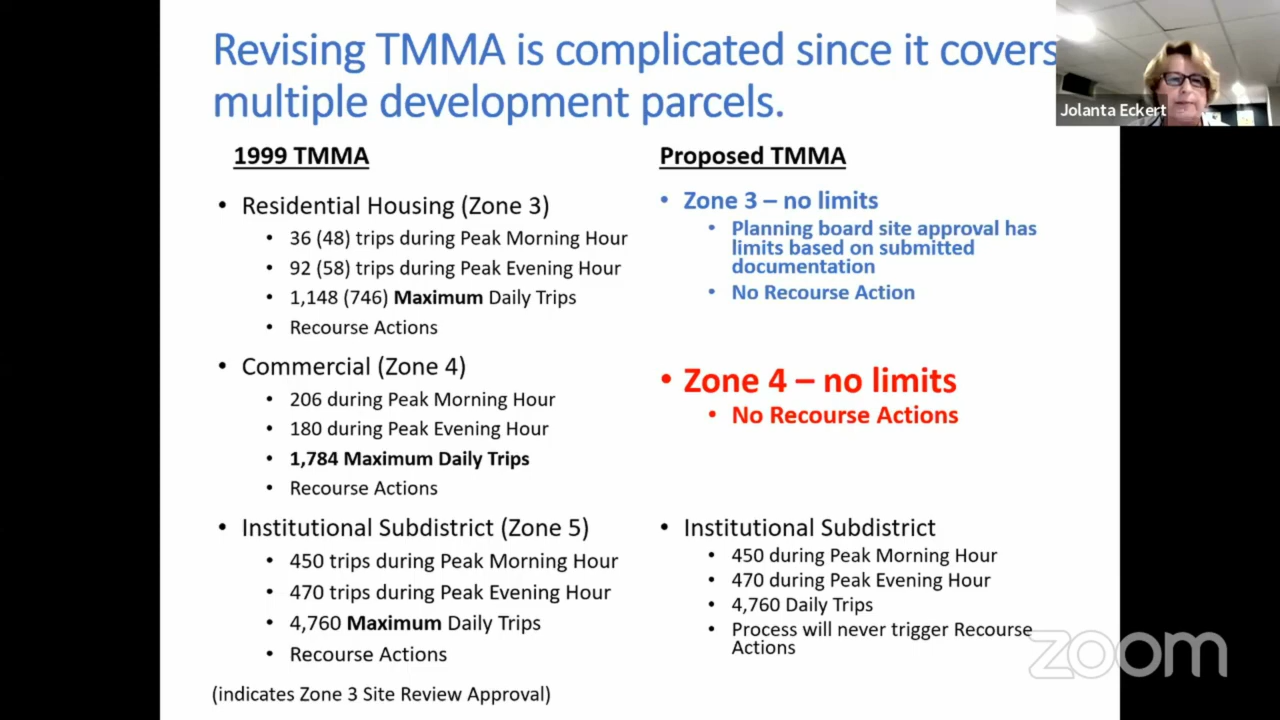 Revising TMMA is complicated since it covers
multiple development parcels.
Jolanta Eckert
1999 TMMA
• Residential Housing (Zone 3)
• 36 (48) trips during Peak Morning Hour
• 92 (58) trips during Peak Evening Hour
• 1,148 (746) Maximum Daily Trips
• Recourse Actions
• Commercial (Zone 4)
• 206 during Peak Morning Hour
• 180 during Peak Evening Hour
• 1,784 Maximum Daily Trips
• Recourse Actions
• Institutional Subdistrict (Zone 5)
• 450 trips during Peak Morning Hour
• 470 trips during Peak Evening Hour
• 4,760 Maximum Daily Trips
• Recourse Actions
(indicates Zone 3 Site Review Approval)
Proposed TMMA
• Zone 3 – no limits
• Planning board site approval has
limits based on submitted
documentation
• No Recourse Action
• Zone 4 – no limits
• No Recourse Actions
• Institutional Subdistrict
• 450 during Peak Morning Hour
• 470 during Peak Evening Hour
• 4,760 Daily Trips
• Process will never trigger Recourse
Actions
zoom